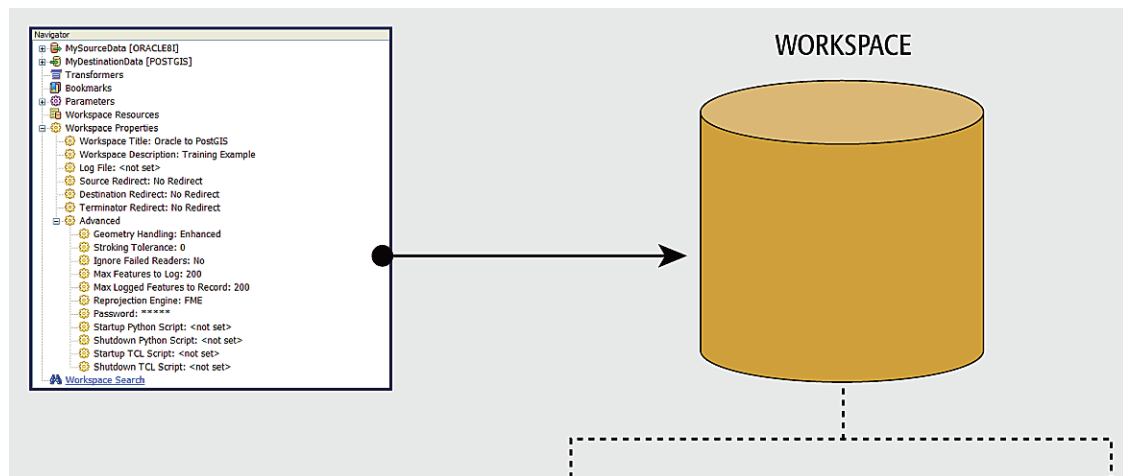 Navigator
MySourceData [ORACLE8I]
MyDestinationData [POSTGIS]
Transformers
Bookmarks
Parameters
Workspace Resources
Workspace Properties
Workspace Title: Oracle to PostGIS
Workspace Description: Training Example
Log File: <not set>
Source Redirect: No Redirect
Destination Redirect: No Redirect
Terminator Redirect: No Redirect
Advanced
Geometry Handling: Enhanced
Stroking Tolerance: 0
Ignore Failed Readers: No
Max Features to Log: 200
Max Logged Features to Record: 200
Reprojection Engine: FME
Password: *****
Startup Python Script: <not set>
Shutdown Python Script: <not set>
Startup TCL Script: <not set>
Shutdown TCL Script: <not set>
Workspace Search
WORKSPACE